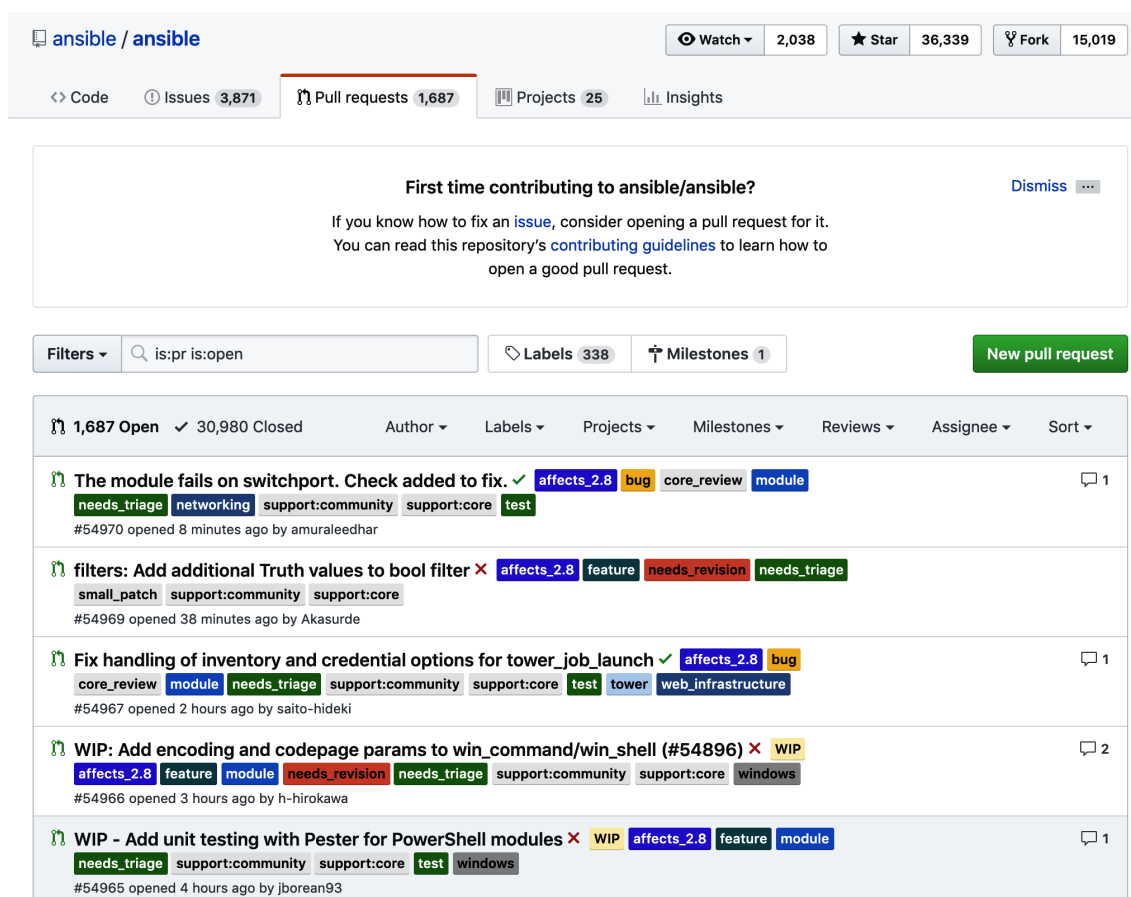 ansible / ansible
Watch 2,038 Star 36,339 Fork 15,019
Code Issues 3,871 Pull requests 1,687 Projects 25 Insights
First time contributing to ansible/ansible? Dismiss
If you know how to fix an issue, consider opening a pull request for it.
You can read this repository's contributing guidelines to learn how to
open a good pull request.
Filters is:pr is:open Labels 338 Milestones 1 New pull request
1,687 Open 30,980 Closed Author Labels Projects Milestones Reviews Assignee Sort
The module fails on switchport. Check added to fix. affects_2.8 bug core_review module 1
needs_triage networking support:community support:core test
#54970 opened 8 minutes ago by amuraleedhar
filters: Add additional Truth values to bool filter affects_2.8 feature needs_revision needs_triage
small_patch support:community support:core
#54969 opened 38 minutes ago by Akasurde
Fix handling of inventory and credential options for tower_job_launch affects_2.8 bug 1
core_review module needs_triage support:community support:core test tower web_infrastructure
#54967 opened 2 hours ago by saito-hideki
WIP: Add encoding and codepage params to win_command/win_shell (#54896) WIP 2
affects_2.8 feature module needs_revision needs_triage support:community support:core windows
#54966 opened 3 hours ago by h-hirokawa
WIP - Add unit testing with Pester for PowerShell modules WIP affects_2.8 feature module 1
needs_triage support:community support:core test windows
#54965 opened 4 hours ago by jborean93